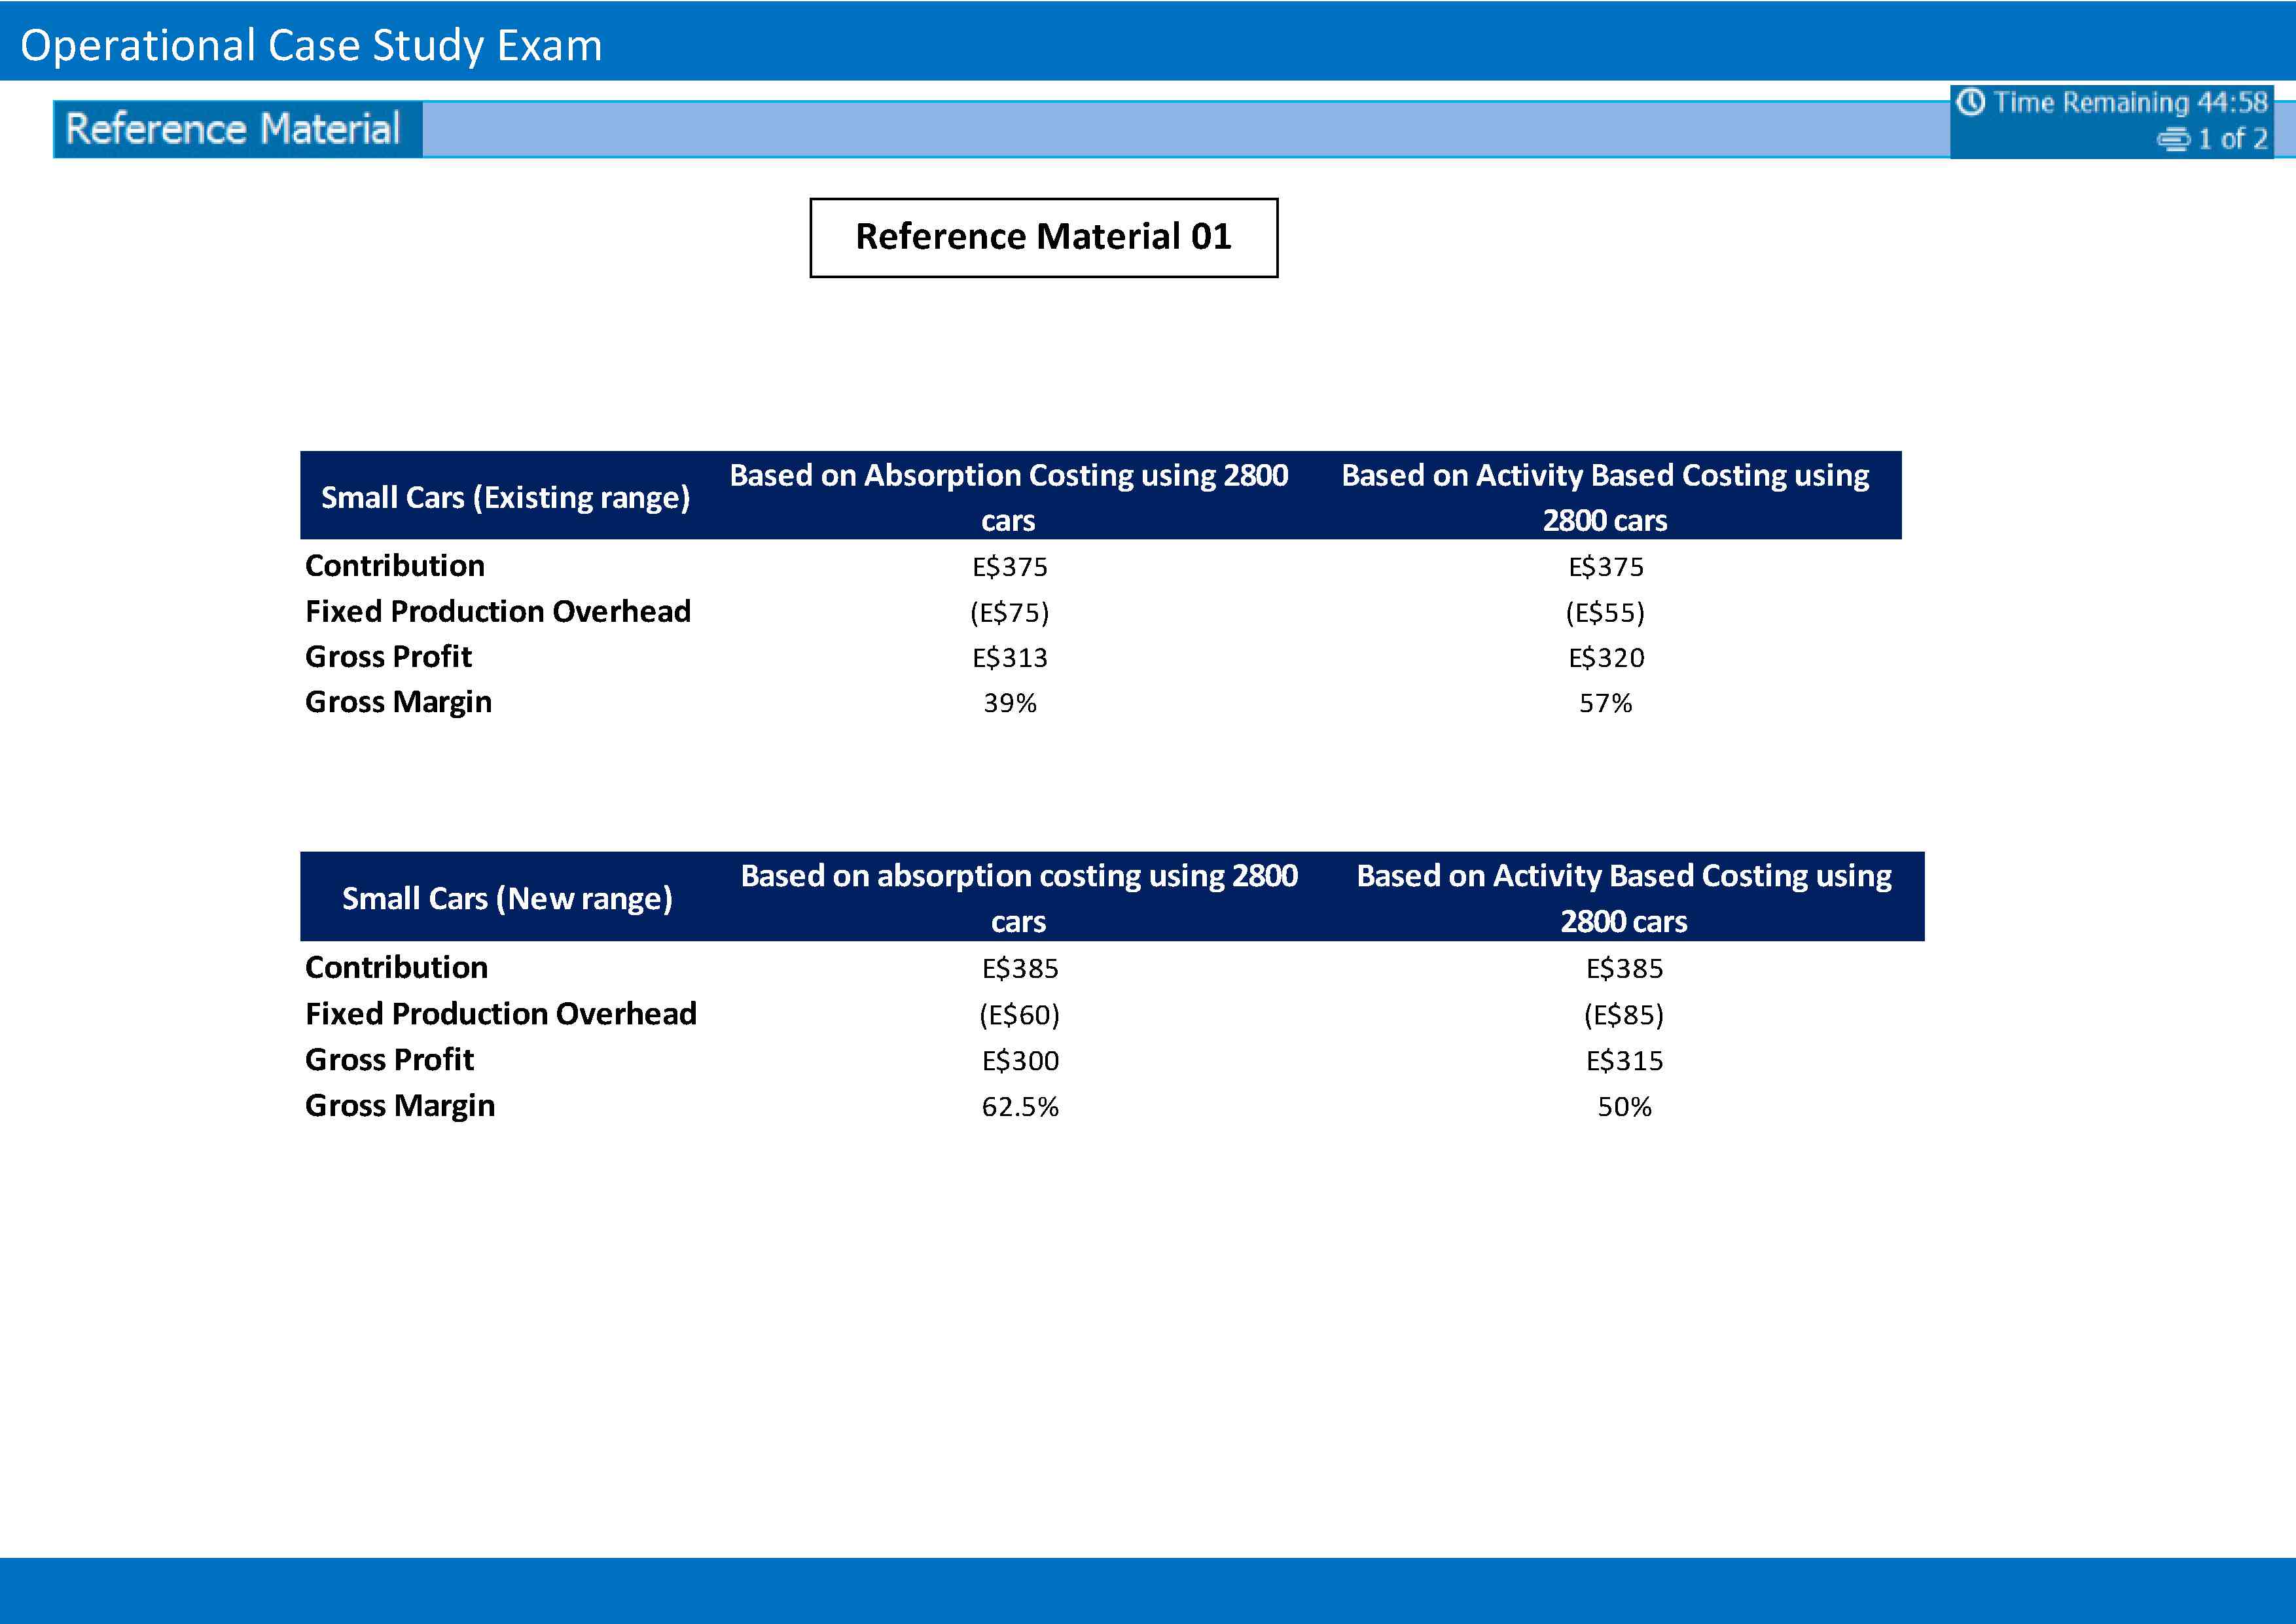 Operational Case Study Exam
Reference Material
Time Remaining 44:58
1 of 2
Reference Material 01
Small Cars (Existing range) Based on Absorption Costing using 2800 cars Based on Activity Based Costing using 2800 cars
Contribution E$375 E$375
Fixed Production Overhead (E$75) (E$55)
Gross Profit E$313 E$320
Gross Margin 39% 57%
Small Cars (New range) Based on absorption costing using 2800 cars Based on Activity Based Costing using 2800 cars
Contribution E$385 E$385
Fixed Production Overhead (E$60) (E$85)
Gross Profit E$300 E$315
Gross Margin 62.5% 50%